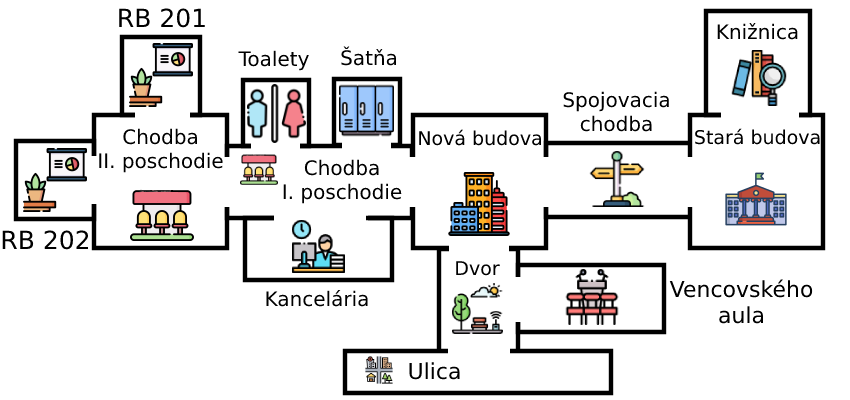 RB 201
Toalety
Šatňa
Knižnica
Spojovacia
chodba
Chodba
II. poschodie
Nová budova
Stará budova
Chodba
I. poschodie
RB 202
Kancelária
Dvor
Vencovského
aula
Ulica